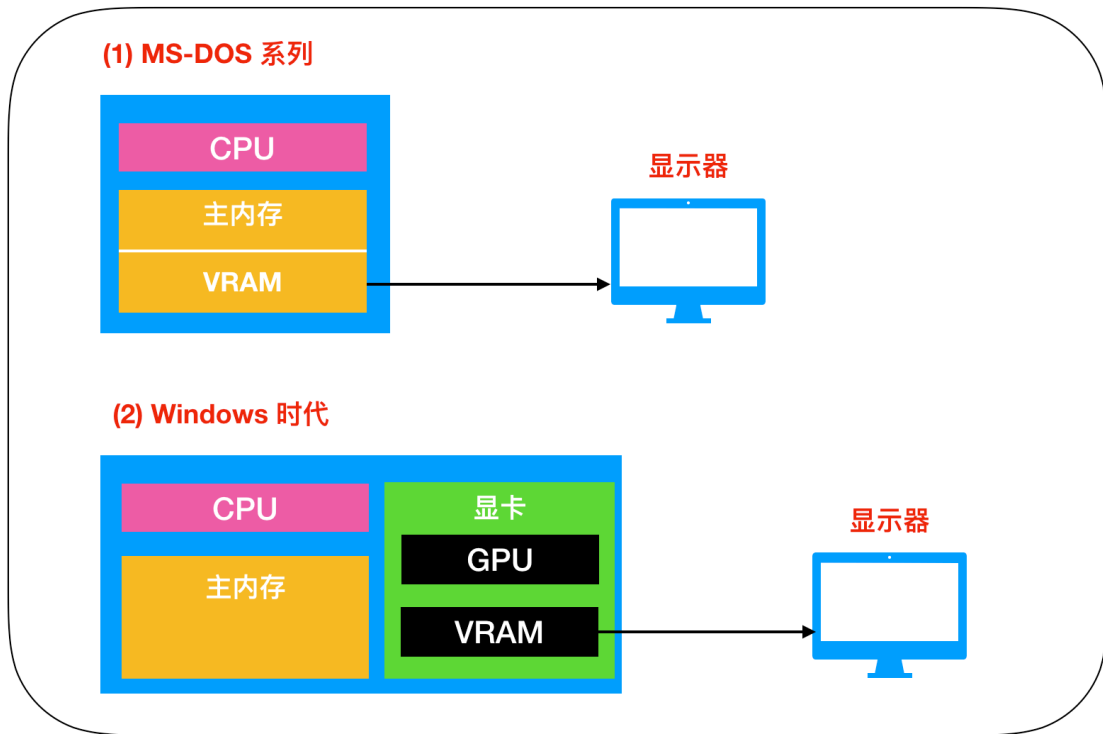 (1) MS-DOS 系列
CPU
主内存
VRAM
显示器
(2) Windows 时代
CPU
主内存
显卡
GPU
VRAM
显示器